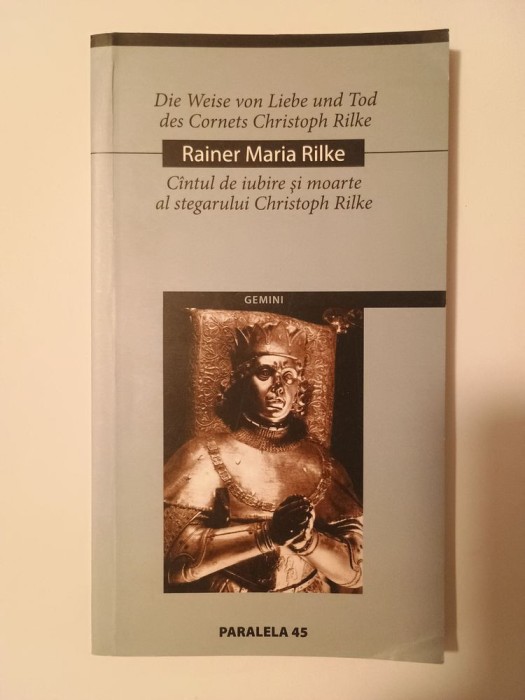 Die Weise von Liebe und Tod
des Cornets Christoph Rilke
Rainer Maria Rilke
Cîntul de iubire și moarte
al stegarului Christoph Rilke
GEMINI
PARALELA 45